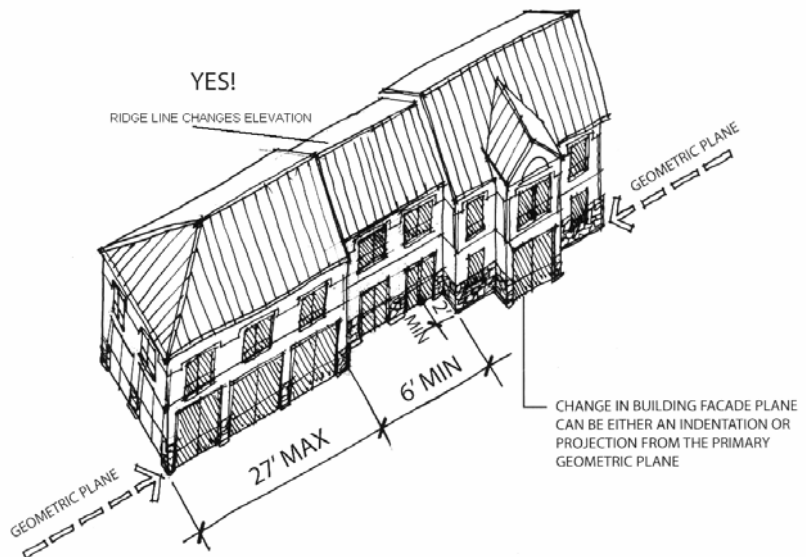 YES!
RIDGE LINE CHANGES ELEVATION
GEOMETRIC PLANE
2'
MIN
6' MIN
27' MAX
CHANGE IN BUILDING FACADE PLANE
CAN BE EITHER AN INDENTATION OR
PROJECTION FROM THE PRIMARY
GEOMETRIC PLANE
GEOMETRIC PLANE